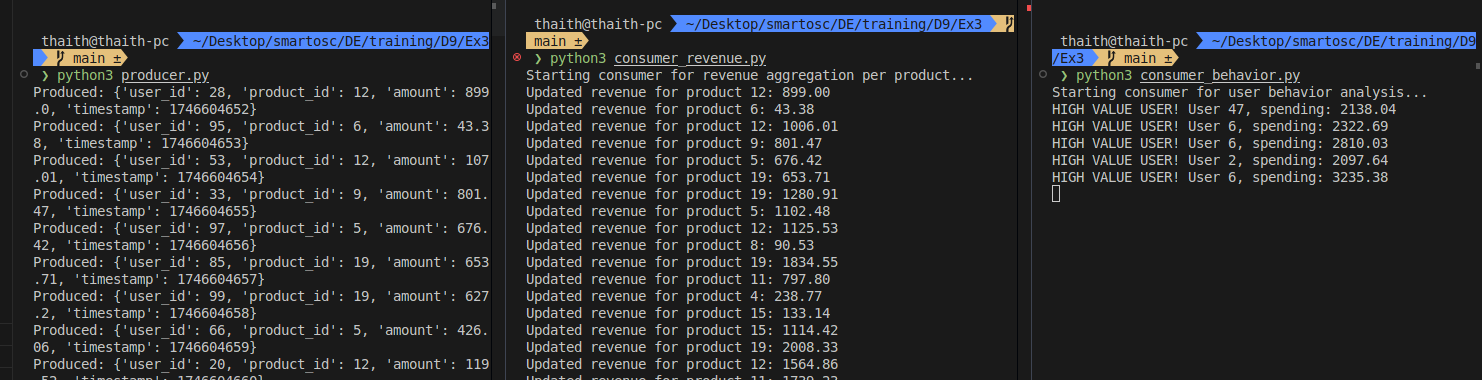 thaith@thaith-pc ~/Desktop/smartosc/DE/training/D9/Ex3
main ±
❯ python3 producer.py
Produced: {'user_id': 28, 'product_id': 12, 'amount': 899
.0, 'timestamp': 1746604652}
Produced: {'user_id': 95, 'product_id': 6, 'amount': 43.3
8, 'timestamp': 1746604653}
Produced: {'user_id': 53, 'product_id': 12, 'amount': 107
.01, 'timestamp': 1746604654}
Produced: {'user_id': 33, 'product_id': 9, 'amount': 801.
47, 'timestamp': 1746604655}
Produced: {'user_id': 97, 'product_id': 5, 'amount': 676.
42, 'timestamp': 1746604656}
Produced: {'user_id': 85, 'product_id': 19, 'amount': 653
.71, 'timestamp': 1746604657}
Produced: {'user_id': 99, 'product_id': 19, 'amount': 627
.2, 'timestamp': 1746604658}
Produced: {'user_id': 66, 'product_id': 5, 'amount': 426.
06, 'timestamp': 1746604659}
Produced: {'user_id': 20, 'product_id': 12, 'amount': 119
.52, 'timestamp': 1746604660}
thaith@thaith-pc ~/Desktop/smartosc/DE/training/D9/Ex3
main ±
❯ python3 consumer_revenue.py
Starting consumer for revenue aggregation per product...
Updated revenue for product 12: 899.00
Updated revenue for product 6: 43.38
Updated revenue for product 12: 1006.01
Updated revenue for product 9: 801.47
Updated revenue for product 5: 676.42
Updated revenue for product 19: 653.71
Updated revenue for product 19: 1280.91
Updated revenue for product 5: 1102.48
Updated revenue for product 12: 1125.53
Updated revenue for product 8: 90.53
Updated revenue for product 19: 1834.55
Updated revenue for product 11: 797.80
Updated revenue for product 4: 238.77
Updated revenue for product 15: 133.14
Updated revenue for product 15: 1114.42
Updated revenue for product 19: 2008.33
Updated revenue for product 12: 1564.86
Updated revenue for product 11:
thaith@thaith-pc ~/Desktop/smartosc/DE/training/D9
/Ex3 main ±
❯ python3 consumer_behavior.py
Starting consumer for user behavior analysis...
HIGH VALUE USER! User 47, spending: 2138.04
HIGH VALUE USER! User 6, spending: 2322.69
HIGH VALUE USER! User 6, spending: 2810.03
HIGH VALUE USER! User 2, spending: 2097.64
HIGH VALUE USER! User 6, spending: 3235.38